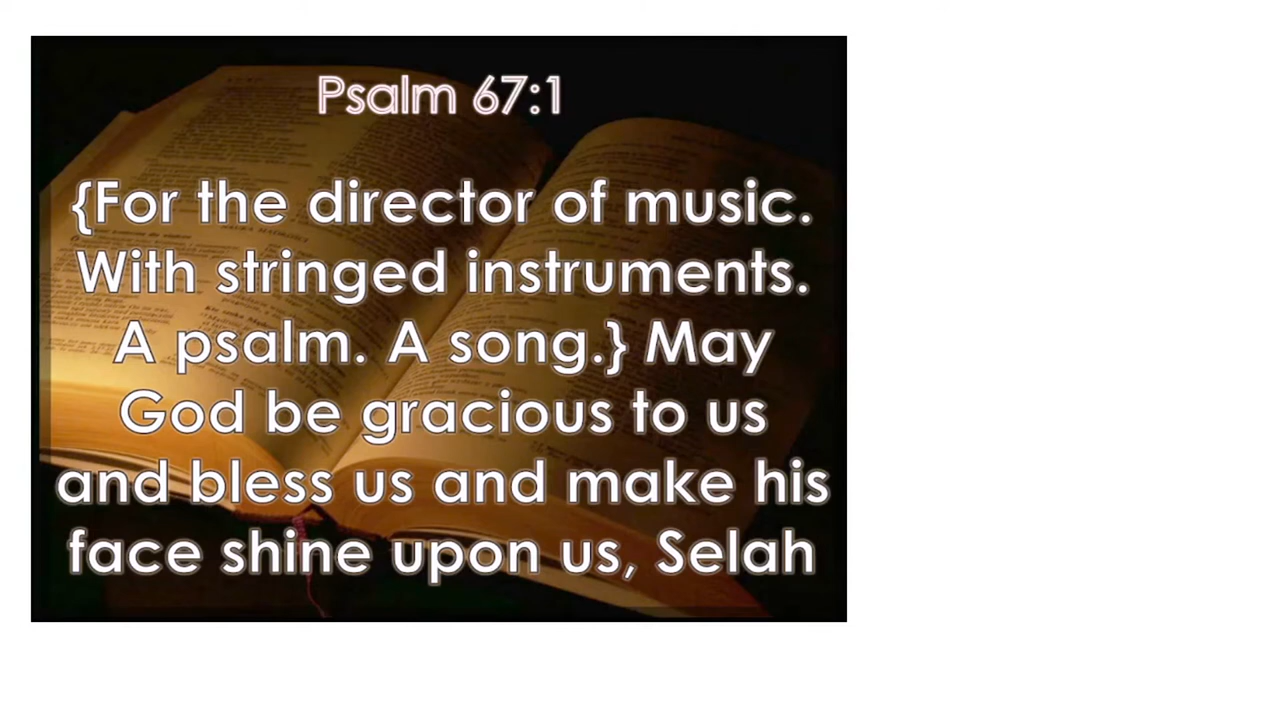 Psalm 67:1
{For the director of music.
With stringed instruments.
A psalm. A song.} May
God be gracious to us
and bless us and make his
face shine upon us, Selah